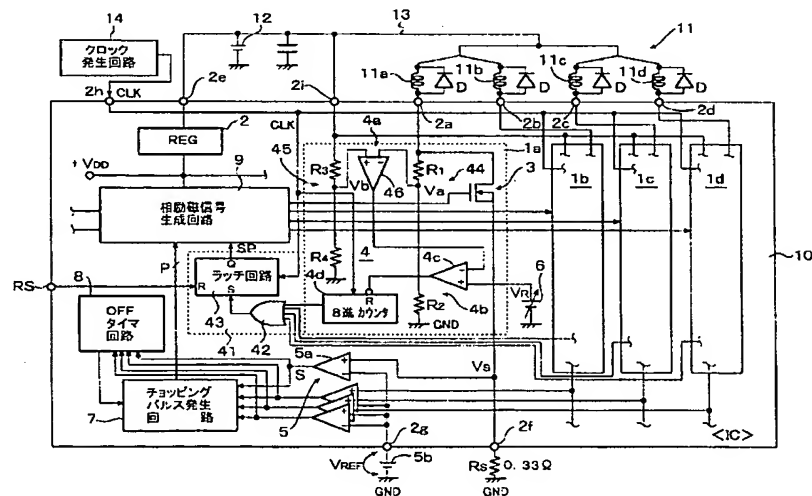 14
クロック
発生回路
12
13
11
11a
11b
11c
11d
D
D
D
D
2h
CLK
2e
2i
2a
2b
2c
2d
REG
2
CLK
4a
1a
+VDD
9
45
R3
Vb
46
R1
Va
44
3
1b
1c
1d
相励磁信号
生成回路
10
P
SP
R4
4
4c
8
Q
ラッチ回路
R
S
4d
R
8進カウンタ
R2
4b
VR
6
RS
OFF
タイマ
回路
43
42
GND
41
5a
S
Vs
チョッピング
パルス発生
回 路
7
5
2g
2f
<IC>
VREF
5b
Rs
0.33Ω
GND
GND